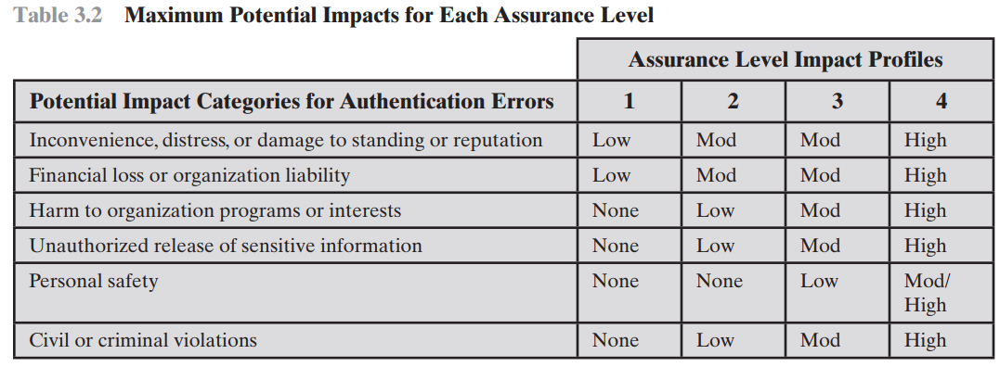 Table 3.2 Maximum Potential Impacts for Each Assurance Level
Assurance Level Impact Profiles
Potential Impact Categories for Authentication Errors 1 2 3 4
Inconvenience, distress, or damage to standing or reputation Low Mod Mod High
Financial loss or organization liability Low Mod Mod High
Harm to organization programs or interests None Low Mod High
Unauthorized release of sensitive information None Low Mod High
Personal safety None None Low Mod/
High
Civil or criminal violations None Low Mod High